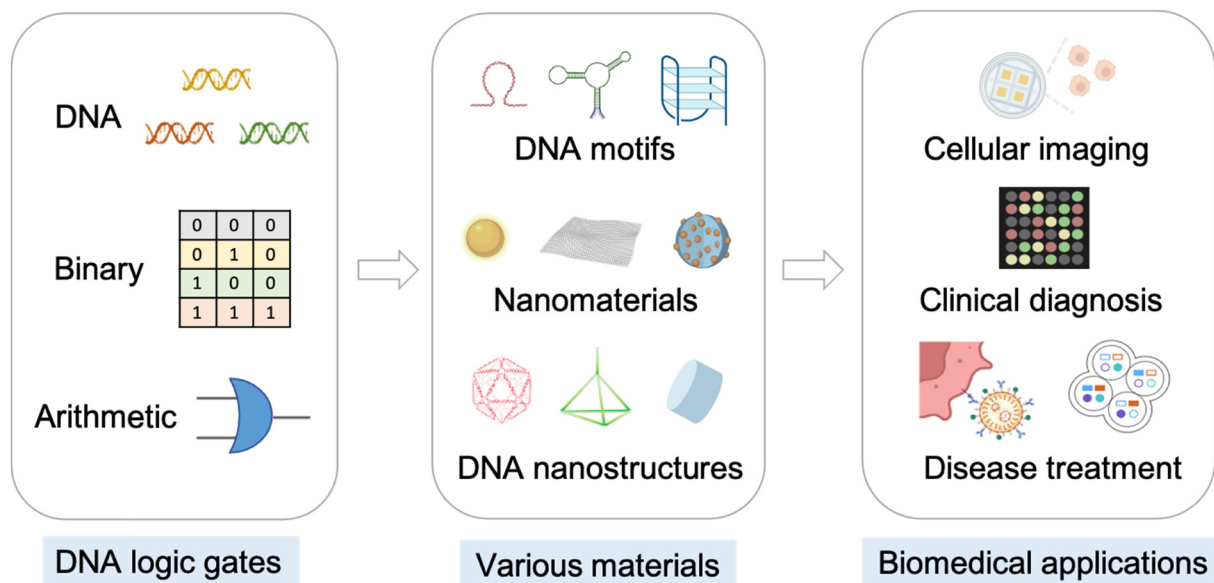 DNA
Binary
0 0 0
0 1 0
1 0 0
1 1 1
Arithmetic
DNA logic gates
DNA motifs
Nanomaterials
DNA nanostructures
Various materials
Cellular imaging
Clinical diagnosis
Disease treatment
Biomedical applications